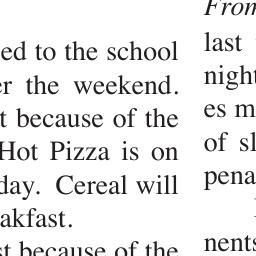 ed to the school
er the weekend.
t because of the
Hot Pizza is on
day. Cereal will
akfast.
st because of the
From
last
night
es m
of sl
pena
nents